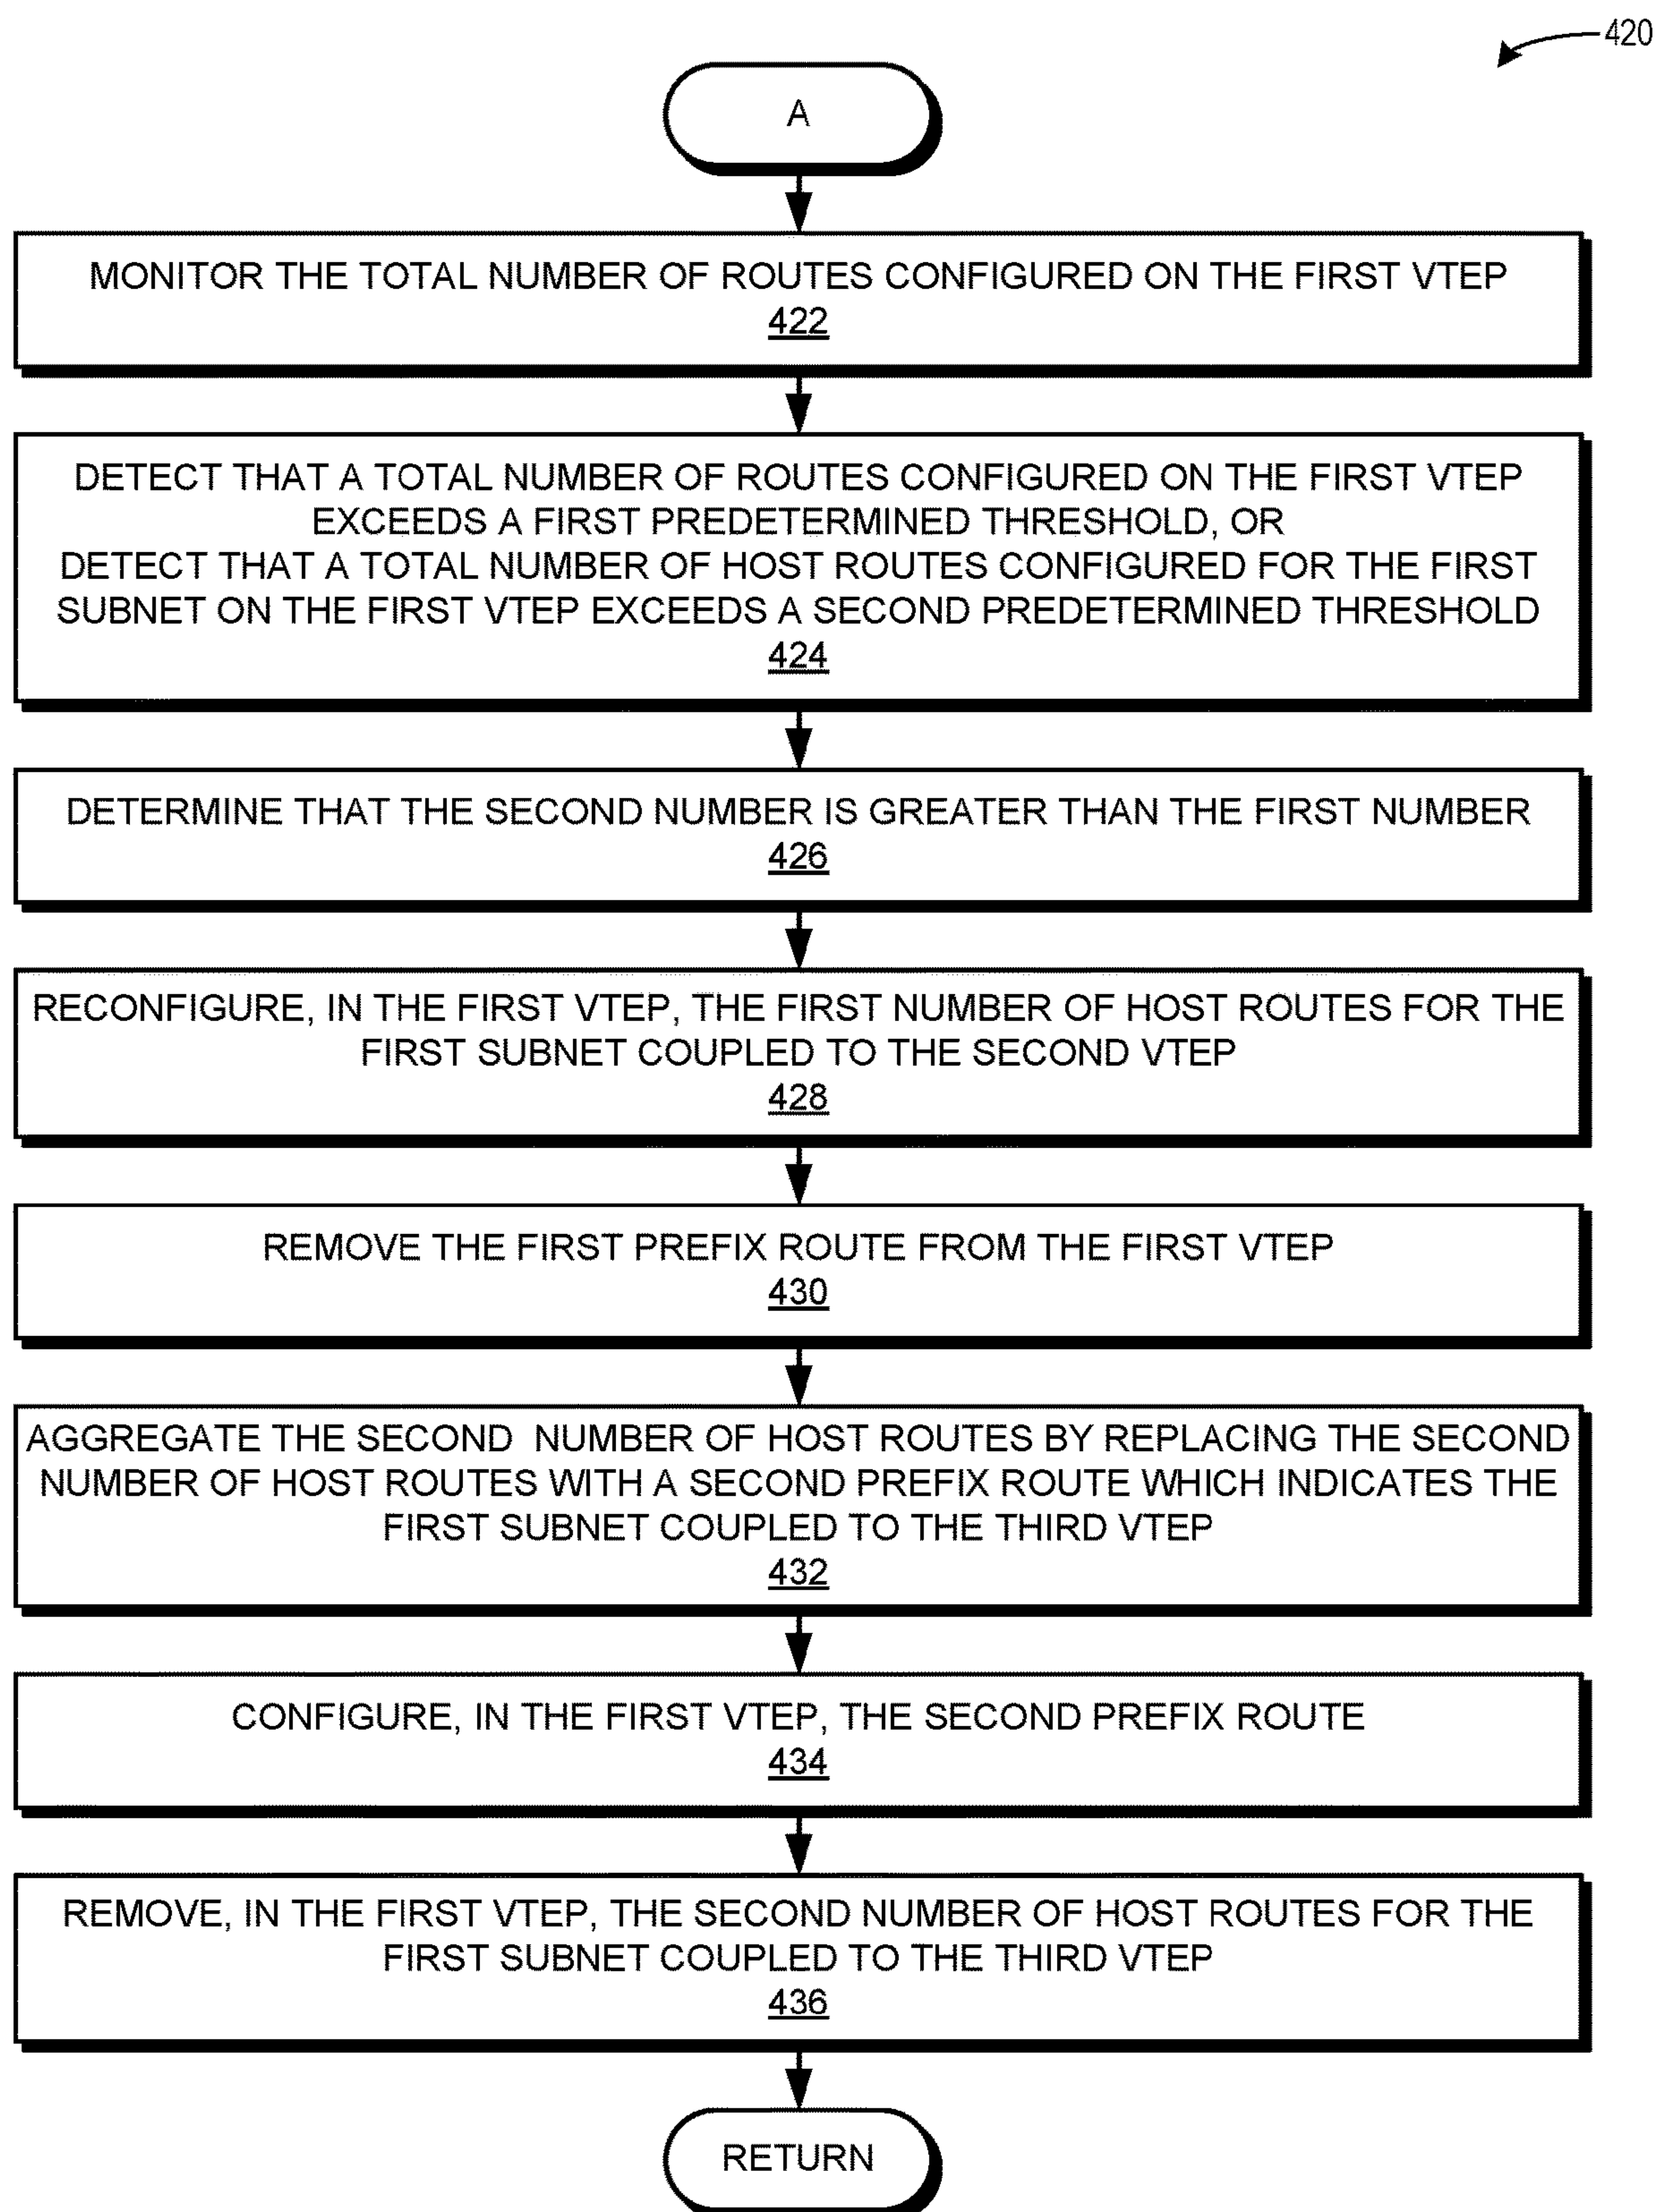 420
A
MONITOR THE TOTAL NUMBER OF ROUTES CONFIGURED ON THE FIRST VTEP
422
DETECT THAT A TOTAL NUMBER OF ROUTES CONFIGURED ON THE FIRST VTEP
EXCEEDS A FIRST PREDETERMINED THRESHOLD, OR
DETECT THAT A TOTAL NUMBER OF HOST ROUTES CONFIGURED FOR THE FIRST
SUBNET ON THE FIRST VTEP EXCEEDS A SECOND PREDETERMINED THRESHOLD
424
DETERMINE THAT THE SECOND NUMBER IS GREATER THAN THE FIRST NUMBER
426
RECONFIGURE, IN THE FIRST VTEP, THE FIRST NUMBER OF HOST ROUTES FOR THE
FIRST SUBNET COUPLED TO THE SECOND VTEP
428
REMOVE THE FIRST PREFIX ROUTE FROM THE FIRST VTEP
430
AGGREGATE THE SECOND NUMBER OF HOST ROUTES BY REPLACING THE SECOND
NUMBER OF HOST ROUTES WITH A SECOND PREFIX ROUTE WHICH INDICATES THE
FIRST SUBNET COUPLED TO THE THIRD VTEP
432
CONFIGURE, IN THE FIRST VTEP, THE SECOND PREFIX ROUTE
434
REMOVE, IN THE FIRST VTEP, THE SECOND NUMBER OF HOST ROUTES FOR THE
FIRST SUBNET COUPLED TO THE THIRD VTEP
436
RETURN